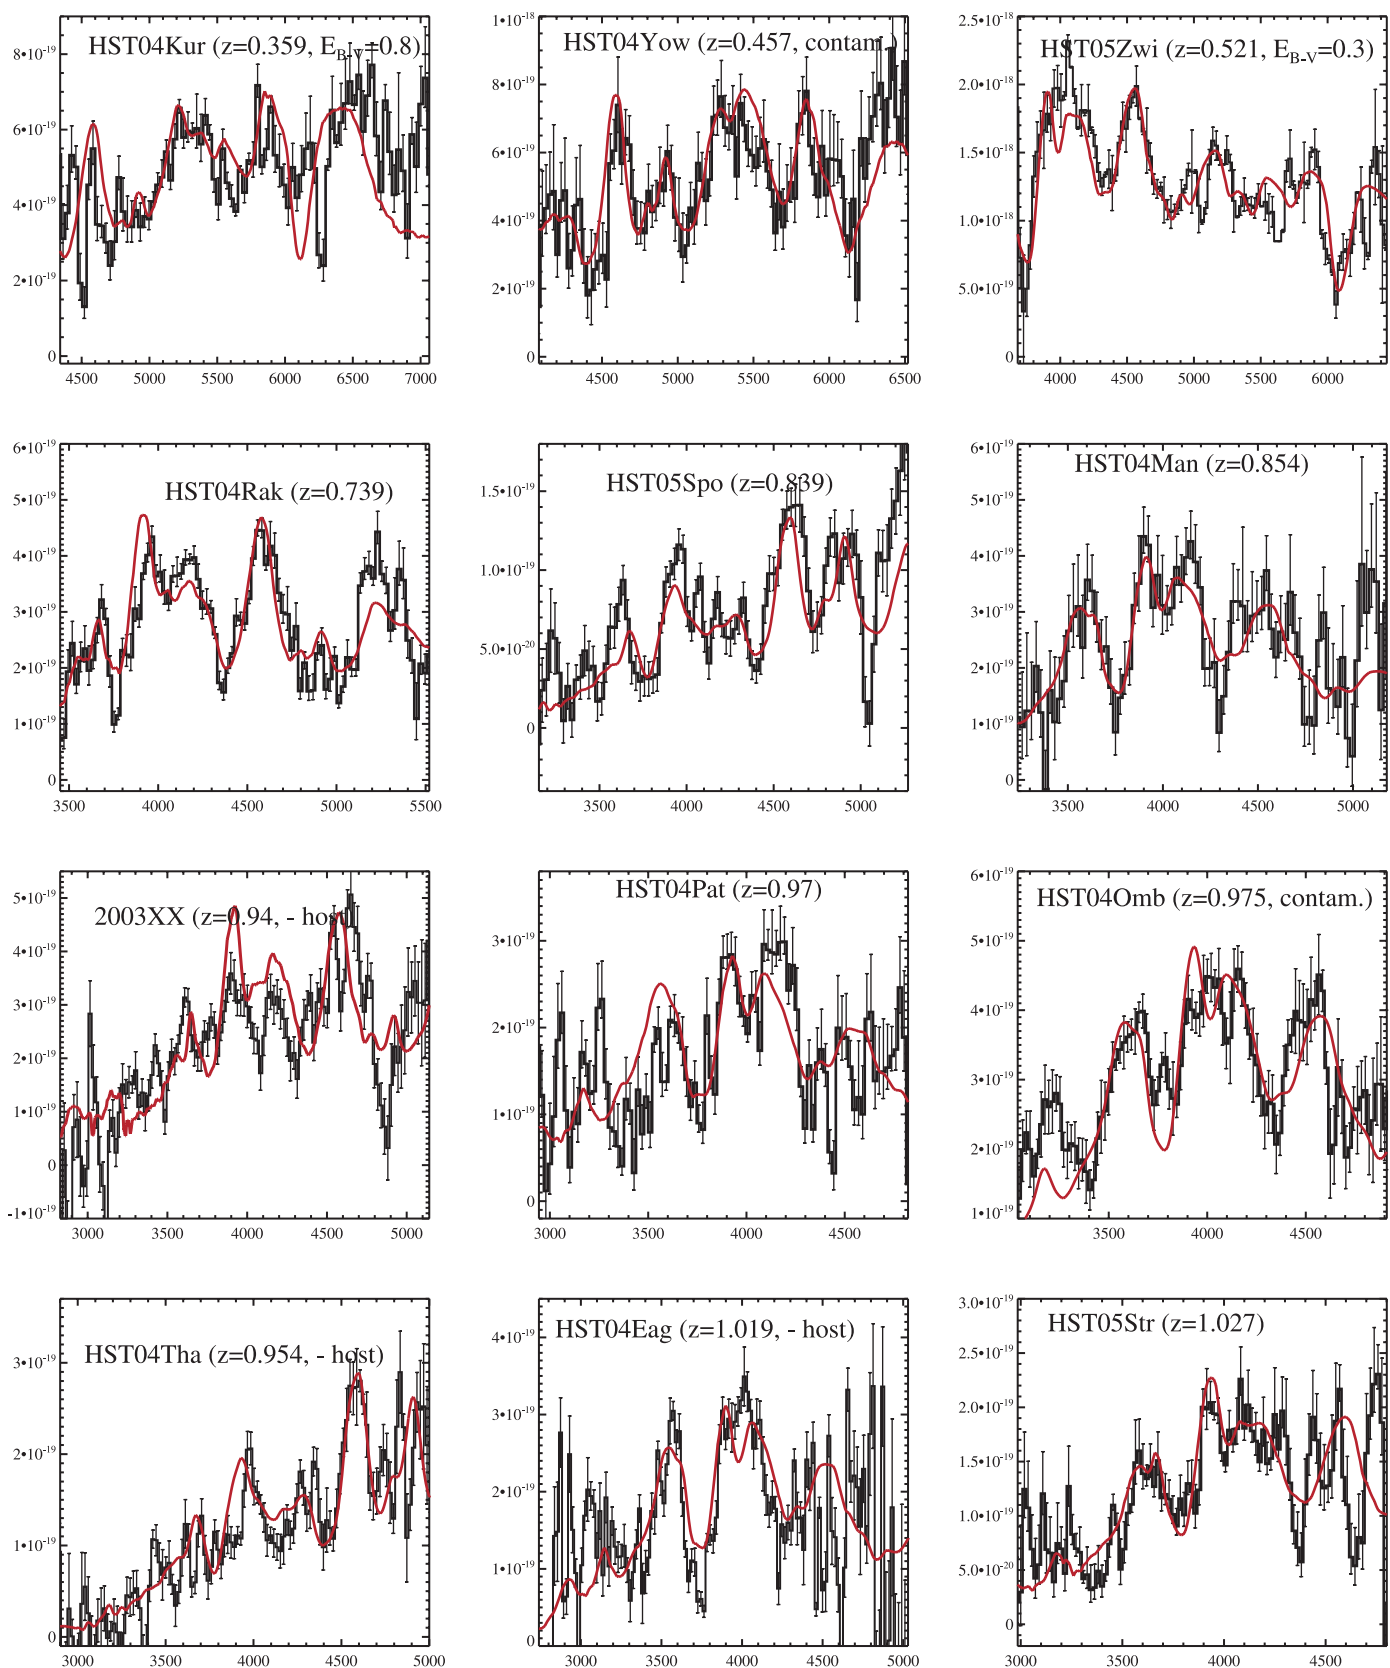 HST04Kur (z=0.359, E_B-V=0.8)
8•10⁻¹⁹
6•10⁻¹⁹
4•10⁻¹⁹
2•10⁻¹⁹
0
4500 5000 5500 6000 6500 7000
HST04Yow (z=0.457, contam.)
1•10⁻¹⁸
8•10⁻¹⁹
6•10⁻¹⁹
4•10⁻¹⁹
2•10⁻¹⁹
0
4500 5000 5500 6000 6500
HST05Zwi (z=0.521, E_B-V=0.3)
2.5•10⁻¹⁸
2.0•10⁻¹⁸
1.5•10⁻¹⁸
1.0•10⁻¹⁸
5.0•10⁻¹⁹
0
4000 4500 5000 5500 6000
HST04Rak (z=0.739)
6•10⁻¹⁹
5•10⁻¹⁹
4•10⁻¹⁹
3•10⁻¹⁹
2•10⁻¹⁹
1•10⁻¹⁹
0
3500 4000 4500 5000 5500
HST05Spo (z=0.839)
1.5•10⁻¹⁹
1.0•10⁻¹⁹
5.0•10⁻²⁰
0
3500 4000 4500 5000
HST04Man (z=0.854)
6•10⁻¹⁹
5•10⁻¹⁹
4•10⁻¹⁹
3•10⁻¹⁹
2•10⁻¹⁹
1•10⁻¹⁹
0
3500 4000 4500 5000
2003XX (z=0.94, - host)
5•10⁻¹⁹
4•10⁻¹⁹
3•10⁻¹⁹
2•10⁻¹⁹
1•10⁻¹⁹
0
-1•10⁻¹⁹
3000 3500 4000 4500 5000
HST04Pat (z=0.97)
3•10⁻¹⁹
2•10⁻¹⁹
1•10⁻¹⁹
0
3000 3500 4000 4500
HST04Omb (z=0.975, contam.)
6•10⁻¹⁹
5•10⁻¹⁹
4•10⁻¹⁹
3•10⁻¹⁹
2•10⁻¹⁹
1•10⁻¹⁹
3500 4000 4500
HST04Tha (z=0.954, - host)
3•10⁻¹⁹
2•10⁻¹⁹
1•10⁻¹⁹
0
3000 3500 4000 4500 5000
HST04Eag (z=1.019, - host)
4•10⁻¹⁹
3•10⁻¹⁹
2•10⁻¹⁹
1•10⁻¹⁹
0
3000 3500 4000 4500 5000
HST05Str (z=1.027)
3.0•10⁻¹⁹
2.5•10⁻¹⁹
2.0•10⁻¹⁹
1.5•10⁻¹⁹
1.0•10⁻¹⁹
5.0•10⁻²⁰
0
3000 3500 4000 4500